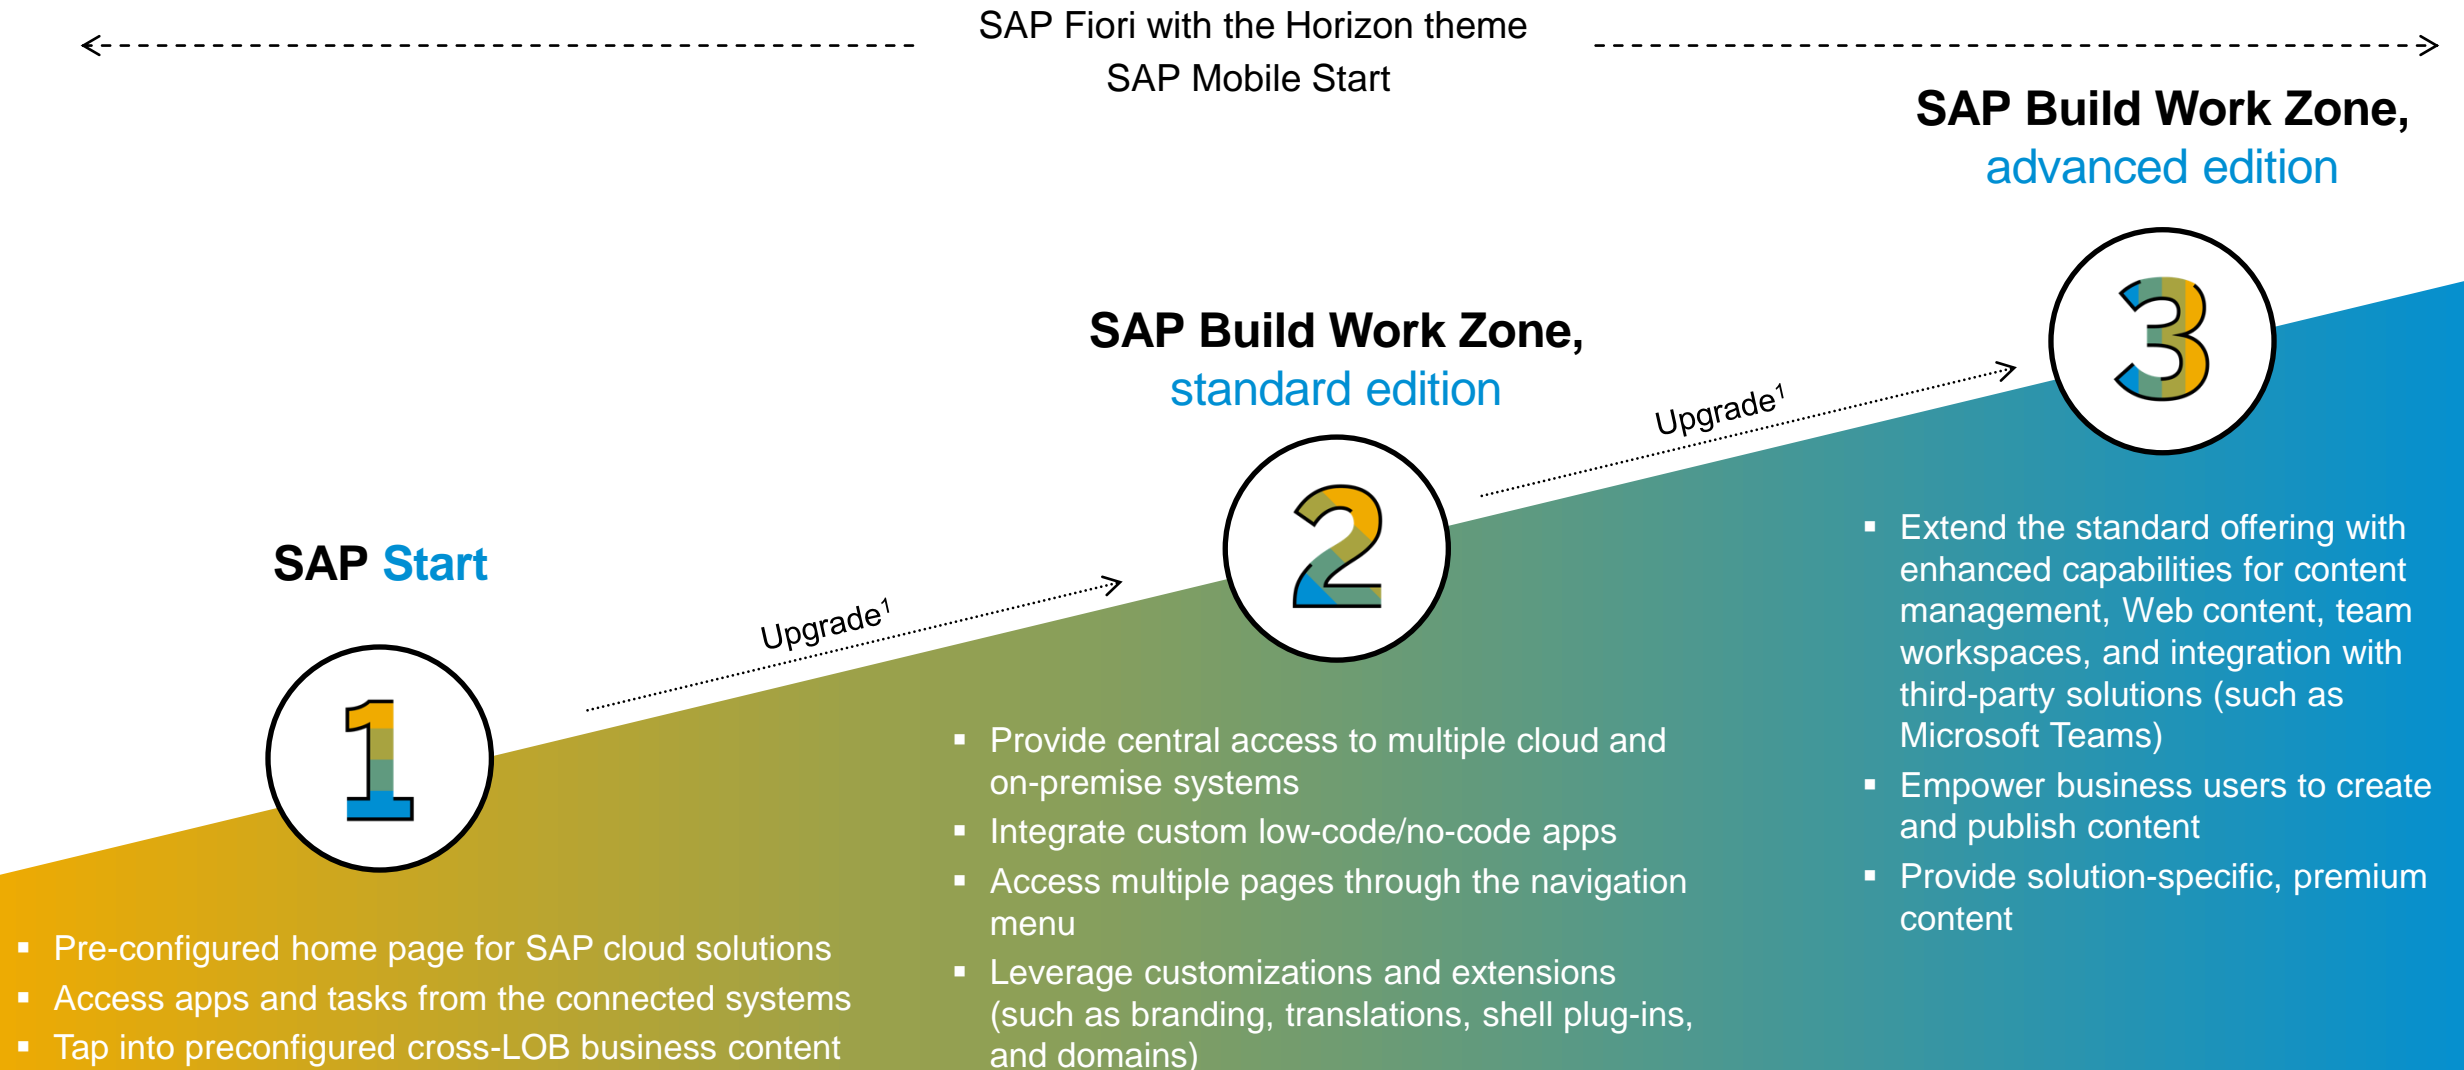 SAP Fiori with the Horizon theme
SAP Mobile Start
SAP Build Work Zone,
advanced edition
3
SAP Build Work Zone,
standard edition
Upgrade¹
2
SAP Start
Upgrade¹
1
▪ Pre-configured home page for SAP cloud solutions
▪ Access apps and tasks from the connected systems
▪ Tap into preconfigured cross-LOB business content
▪ Provide central access to multiple cloud and
on-premise systems
▪ Integrate custom low-code/no-code apps
▪ Access multiple pages through the navigation
menu
▪ Leverage customizations and extensions
(such as branding, translations, shell plug-ins,
and domains)
▪ Extend the standard offering with
enhanced capabilities for content
management, Web content, team
workspaces, and integration with
third-party solutions (such as
Microsoft Teams)
▪ Empower business users to create
and publish content
▪ Provide solution-specific, premium
content